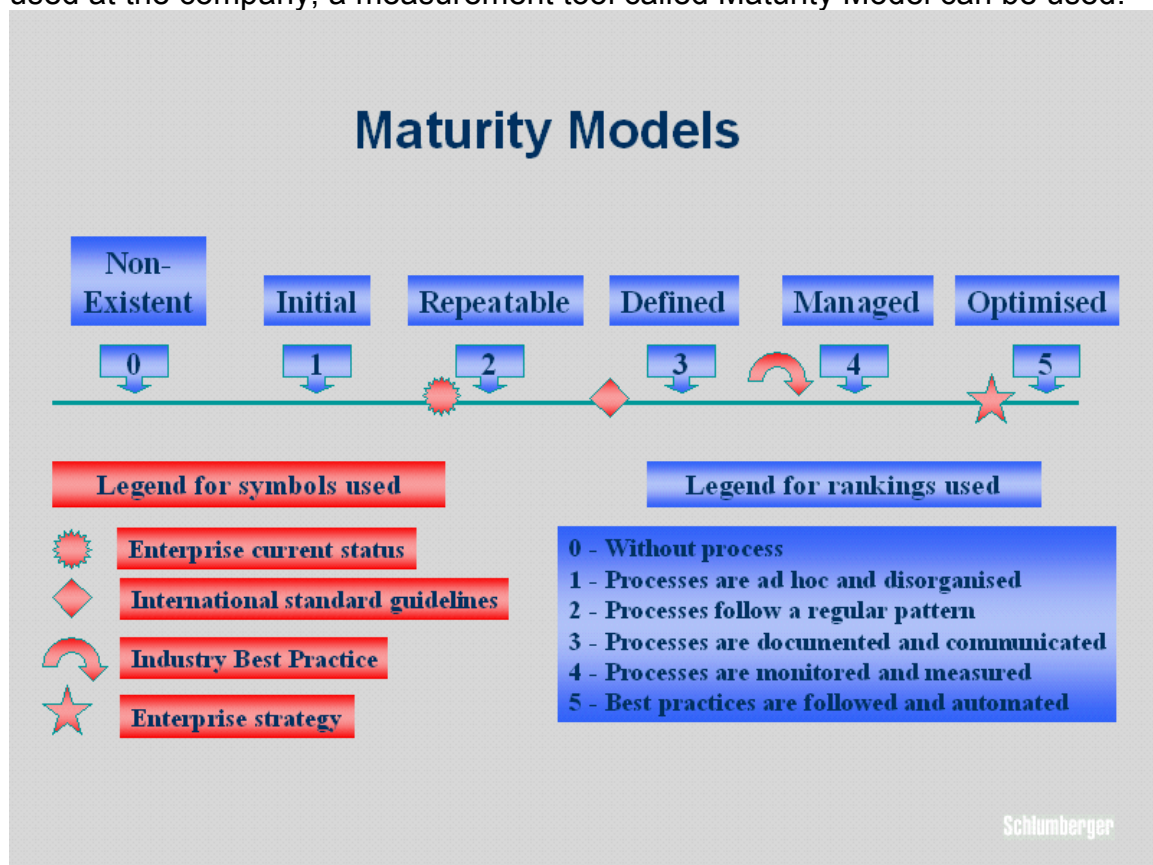 used at the company, a measurement tool called Maturity Model can be used.
Maturity Models
Non-
Existent
Initial
Repeatable
Defined
Managed
Optimised
0
1
2
3
4
5
Legend for symbols used
Enterprise current status
International standard guidelines
Industry Best Practice
Enterprise strategy
Legend for rankings used
0 - Without process
1 - Processes are ad hoc and disorganised
2 - Processes follow a regular pattern
3 - Processes are documented and communicated
4 - Processes are monitored and measured
5 - Best practices are followed and automated
Schlumberger